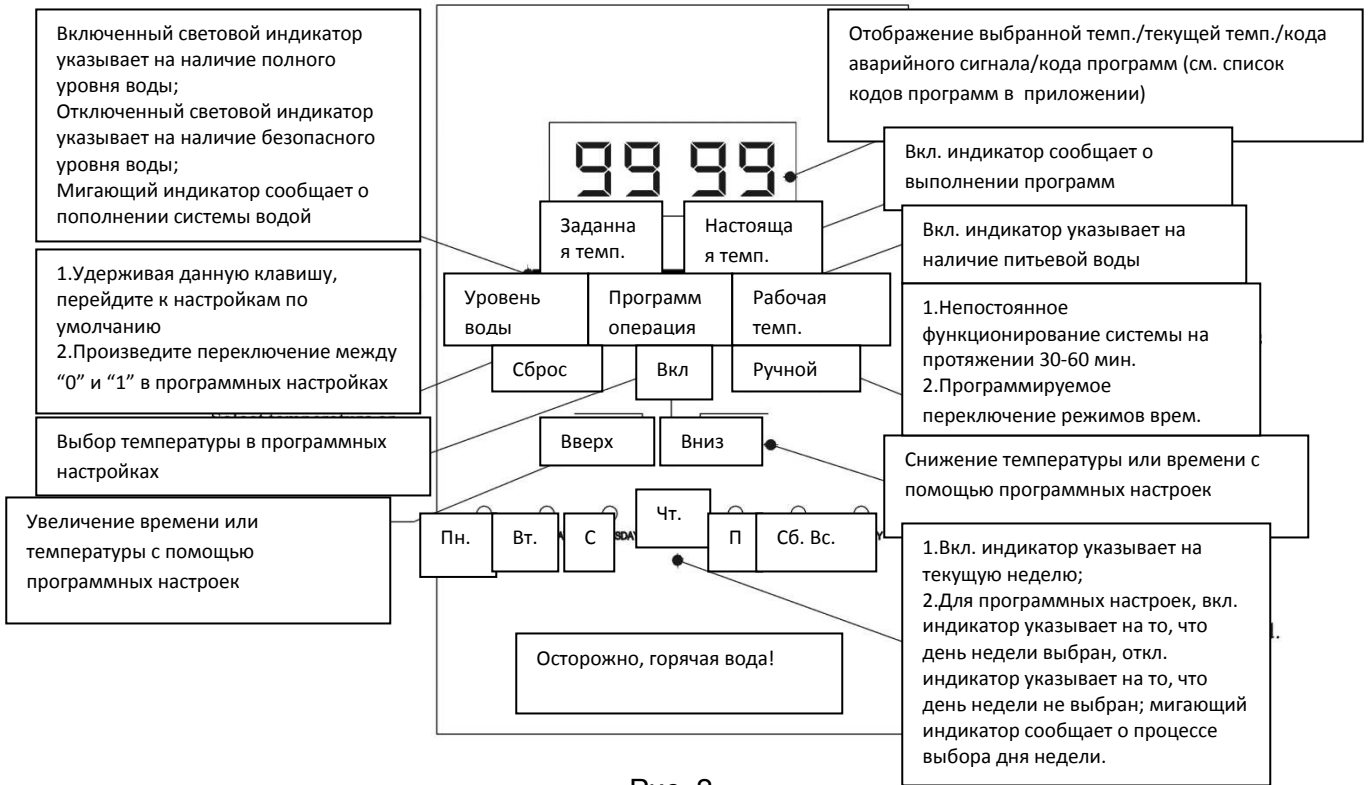 Включенный световой индикатор
указывает на наличие полного
уровня воды;
Отключенный световой индикатор
указывает на наличие безопасного
уровня воды;
Мигающий индикатор сообщает о
пополнении системы водой
1.Удерживая данную клавишу,
перейдите к настройкам по
умолчанию
2.Произведите переключение между
“0” и “1” в программных настройках
Выбор температуры в программных
настройках
Увеличение времени или
температуры с помощью
программных настроек
99 99
Заданна
я темп.
Настояща
я темп.
Уровень
воды
Программ
операция
Рабочая
темп.
Сброс
Вкл
Ручной
Вверх
Вниз
Пн.
Вт.
С
Чт.
П
Сб. Вс.
Осторожно, горячая вода!
Отображение выбранной темп./текущей темп./кода
аварийного сигнала/кода программ (см. список
кодов программ в приложении)
Вкл. индикатор сообщает о
выполнении программ
Вкл. индикатор указывает на
наличие питьевой воды
1.Непостоянное
функционирование системы на
протяжении 30-60 мин.
2.Программируемое
переключение режимов врем.
Снижение температуры или времени с
помощью программных настроек
1.Вкл. индикатор указывает на
текущую неделю;
2.Для программных настроек, вкл.
индикатор указывает на то, что
день недели выбран, откл.
индикатор указывает на то, что
день недели не выбран; мигающий
индикатор сообщает о процессе
выбора дня недели.